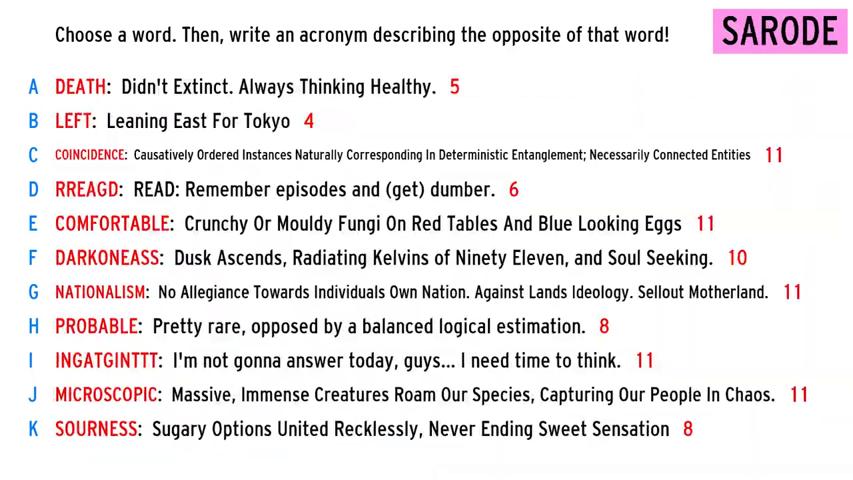 Choose a word. Then, write an acronym describing the opposite of that word!
SARODE
A DEATH: Didn't Extinct. Always Thinking Healthy. 5
B LEFT: Leaning East For Tokyo 4
C COINCIDENCE: Causatively Ordered Instances Naturally Corresponding In Deterministic Entanglement; Necessarily Connected Entities 11
D RREAGD: READ: Remember episodes and (get) dumber. 6
E COMFORTABLE: Crunchy Or Mouldy Fungi On Red Tables And Blue Looking Eggs 11
F DARKONEASS: Dusk Ascends, Radiating Kelvins of Ninety Eleven, and Soul Seeking. 10
G NATIONALISM: No Allegiance Towards Individuals Own Nation. Against Lands Ideology. Sellout Motherland. 11
H PROBABLE: Pretty rare, opposed by a balanced logical estimation. 8
I INGATGINTTT: I'm not gonna answer today, guys... I need time to think. 11
J MICROSCOPIC: Massive, Immense Creatures Roam Our Species, Capturing Our People In Chaos. 11
K SOURNESS: Sugary Options United Recklessly, Never Ending Sweet Sensation 8